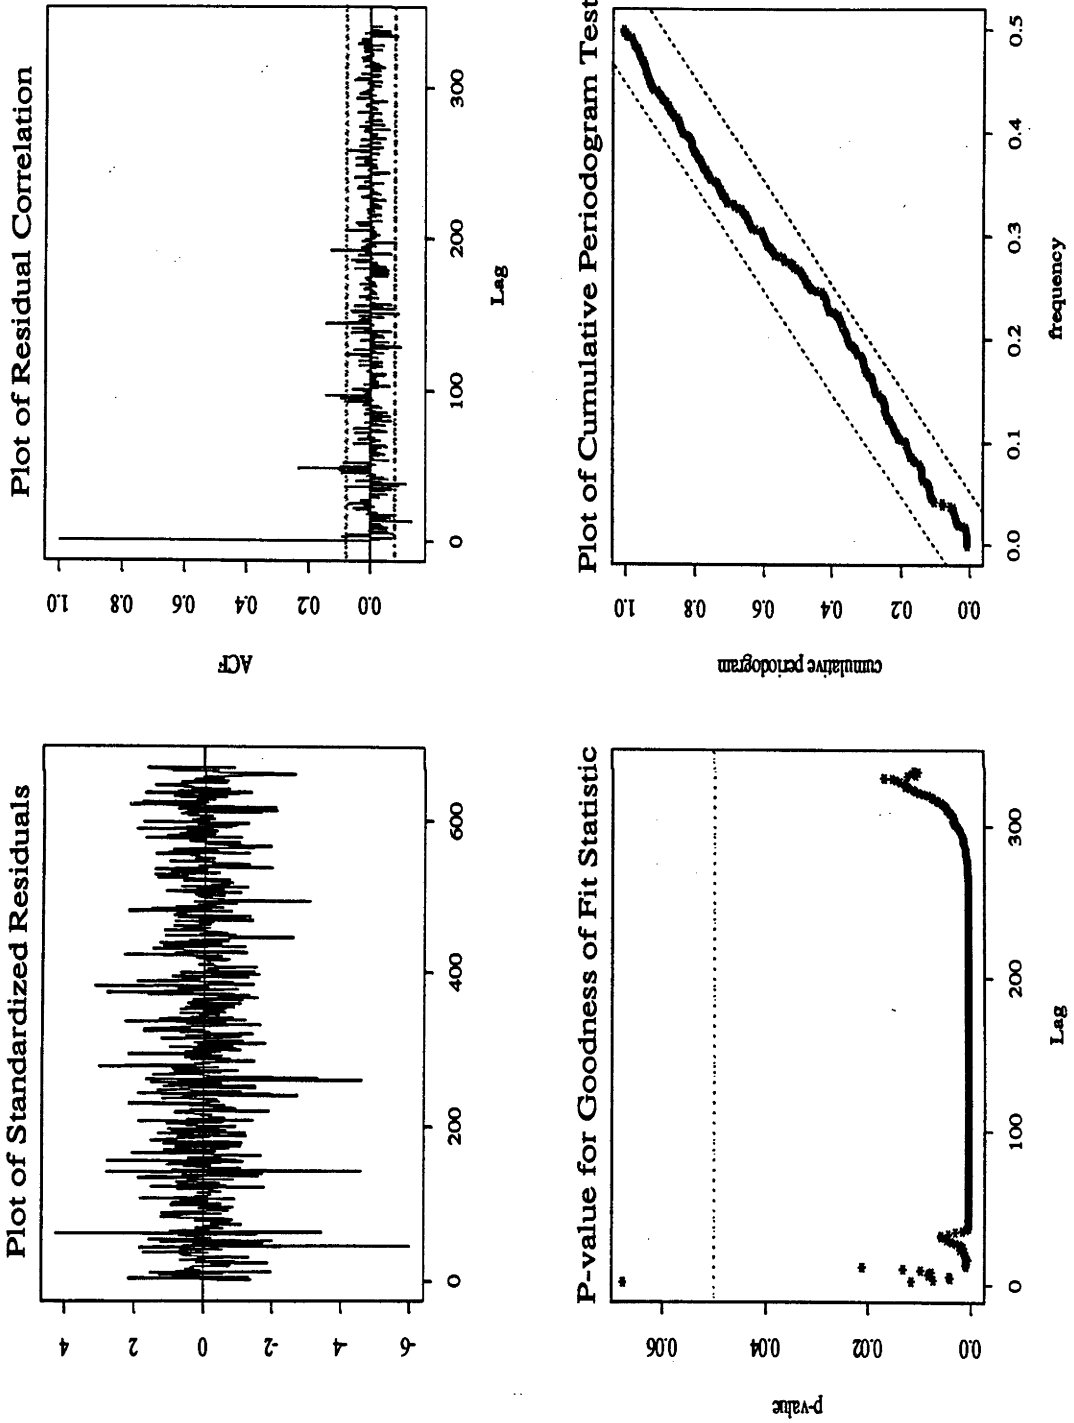 Plot of Standardized Residuals
4
2
0
-2
-4
-6
0 200 400 600
Plot of Residual Correlation
ACF
1.0
0.8
0.6
0.4
0.2
0.0
0 100 200 300
Lag
P-value for Goodness of Fit Statistic
p-value
0.06
0.04
0.02
0.0
0 100 200 300
Lag
Plot of Cumulative Periodogram Test
cumulative periodogram
1.0
0.8
0.6
0.4
0.2
0.0
0.0 0.1 0.2 0.3 0.4 0.5
frequency